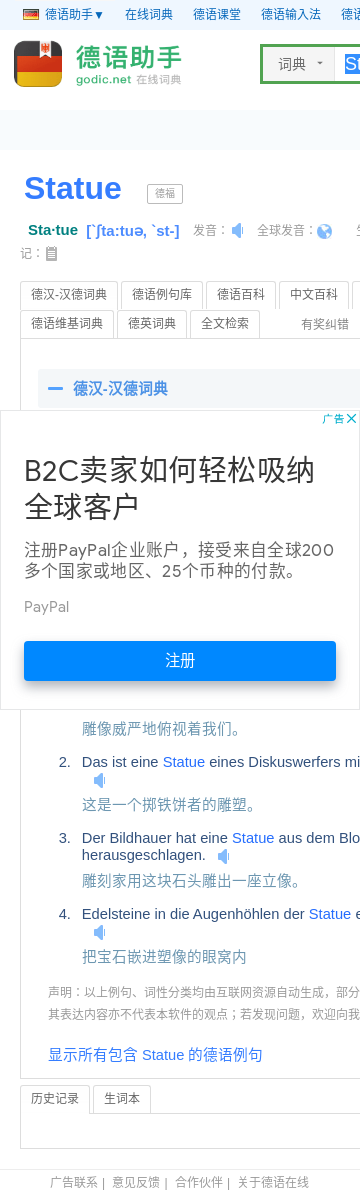 德语助手▼ 在线词典 德语课堂 德语输入法
德语助手
godic.net 在线词典
词典
Statue
德福
Sta·tue [ˋʃta:tuə, ˋst-] 发音： 全球发音：
记：
德汉-汉德词典 德语例句库 德语百科 中文百科
德语维基词典 德英词典 全文检索 有奖纠错
德汉-汉德词典
广告
B2C卖家如何轻松吸纳
全球客户
注册PayPal企业账户，接受来自全球200
多个国家或地区、25个币种的付款。
PayPal
注册
雕像威严地俯视着我们。
2. Das ist eine Statue eines Diskuswerfers
这是一个掷铁饼者的雕塑。
3. Der Bildhauer hat eine Statue aus dem
herausgeschlagen.
雕刻家用这块石头雕出一座立像。
4. Edelsteine in die Augenhöhlen der Statue
把宝石嵌进塑像的眼窝内
声明：以上例句、词性分类均由互联网资源自动生成，部分
其表达内容亦不代表本软件的观点；若发现问题，欢迎向我
显示所有包含 Statue 的德语例句
历史记录 生词本
广告联系 | 意见反馈 | 合作伙伴 | 关于德语在线